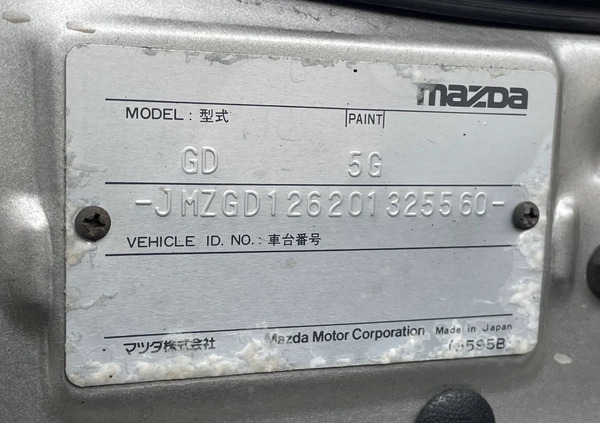 mazda
MODEL : 型式 PAINT
GD 5G
-JMZGD126201325560-
VEHICLE ID. NO. : 車台番号
マツダ株式会社 Mazda Motor Corporation Made in Japan